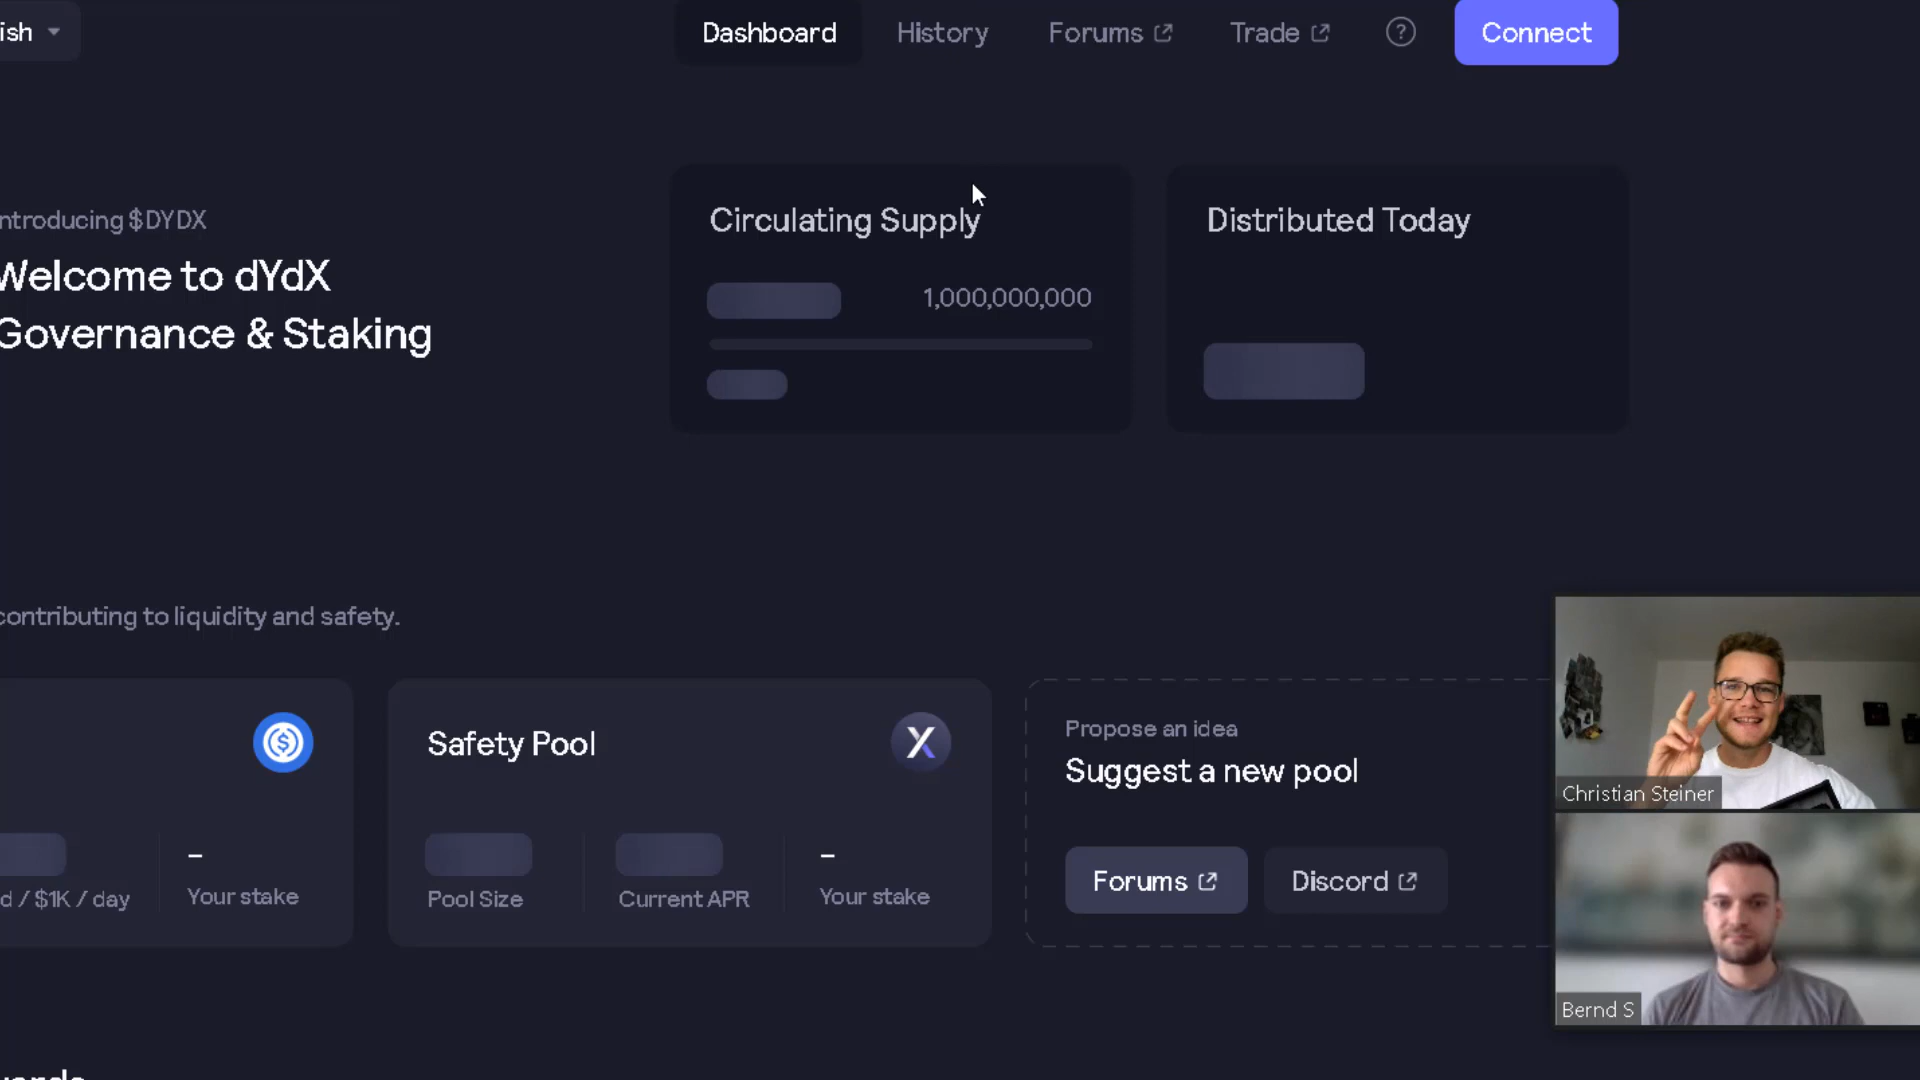 ish
Dashboard
History
Forums
Trade
?
Connect
ntroducing $DYDX
Welcome to dYdX
Governance & Staking
Circulating Supply
1,000,000,000
Distributed Today
contributing to liquidity and safety.
d / $1K / day
–
Your stake
Safety Pool
Pool Size
Current APR
–
Your stake
Propose an idea
Suggest a new pool
Forums
Discord
Christian Steiner
Bernd S